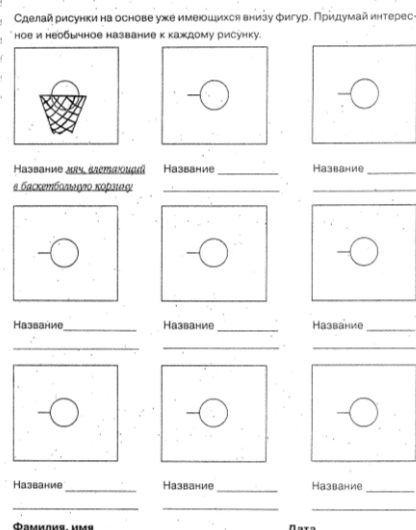 Сделай рисунки на основе уже имеющихся внизу фигур. Придумай интерес-
ное и необычное название к каждому рисунку.
Название мяч, влетающий Название Название
в баскетбольную корзину
Название Название Название
Название Название Название
Фамилия, имя Дата